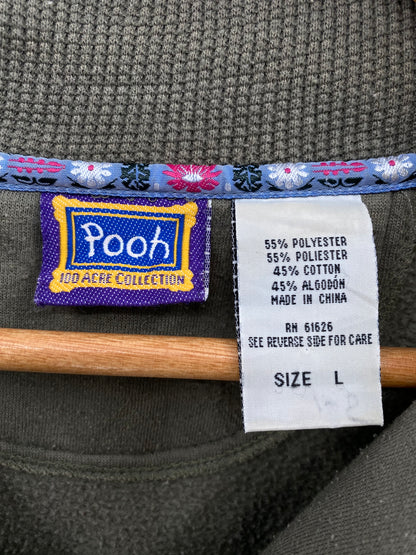 Pooh
100 ACRE COLLECTION
55% POLYESTER
55% POLIESTER
45% COTTON
45% ALGODÓN
MADE IN CHINA
RN 61626
SEE REVERSE SIDE FOR CARE
SIZE L